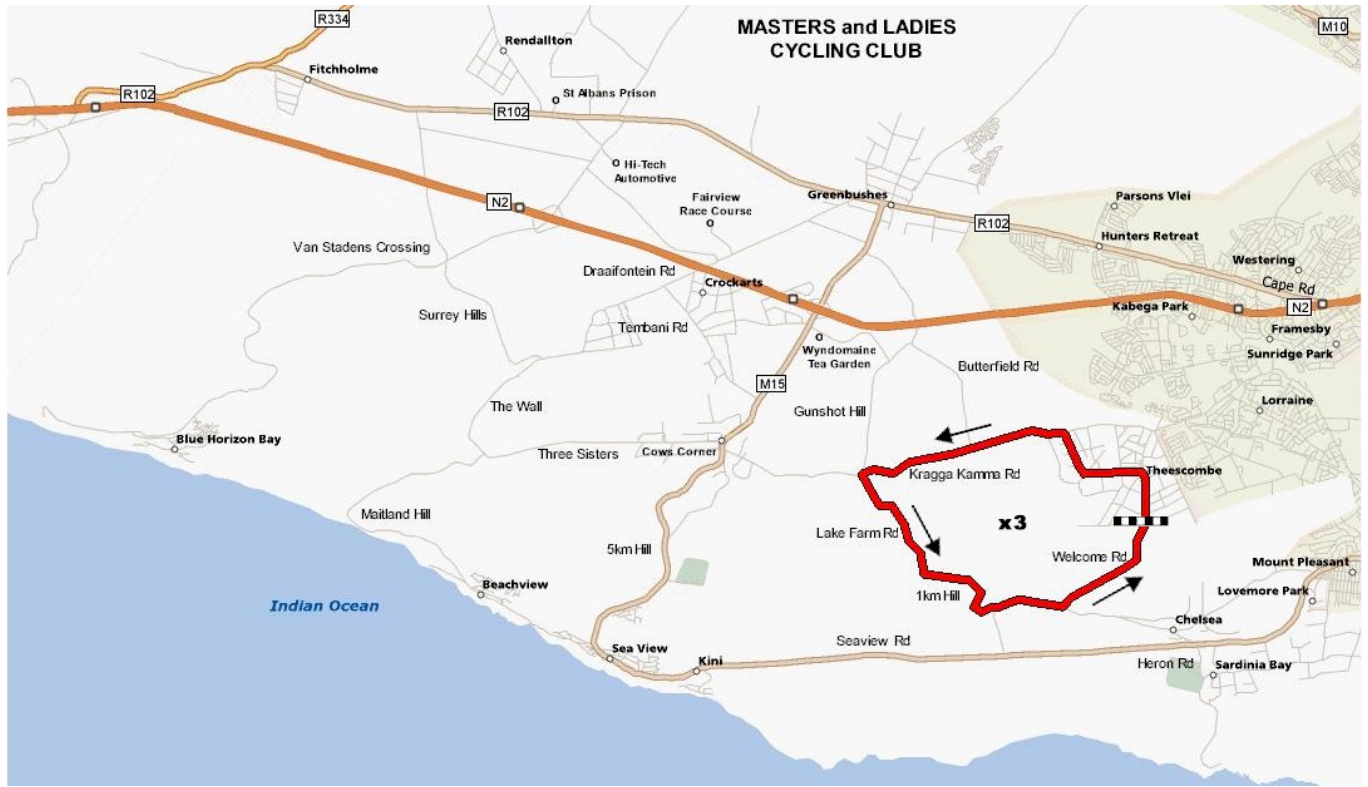 MASTERS and LADIES
CYCLING CLUB
R334
M10
Rendallton
Fitchholme
R102
St Albans Prison
R102
Hi-Tech
Automotive
Fairview
Race Course
Greenbushes
Parsons Vlei
N2
R102
Hunters Retreat
Van Stadens Crossing
Westering
Draaifontein Rd
Crockarts
Cape Rd
Kabega Park
N2
Surrey Hills
Tembani Rd
Framesby
Wyndomaine
Tea Garden
Sunridge Park
Butterfield Rd
M15
The Wall
Gunshot Hill
Lorraine
Blue Horizon Bay
Three Sisters
Cows Corner
Kragga Kamma Rd
Theescombe
Maitland Hill
x3
Lake Farm Rd
5km Hill
Welcome Rd
Mount Pleasant
Beachview
1km Hill
Lovemore Park
Indian Ocean
Chelsea
Seaview Rd
Sea View
Kini
Heron Rd
Sardinia Bay